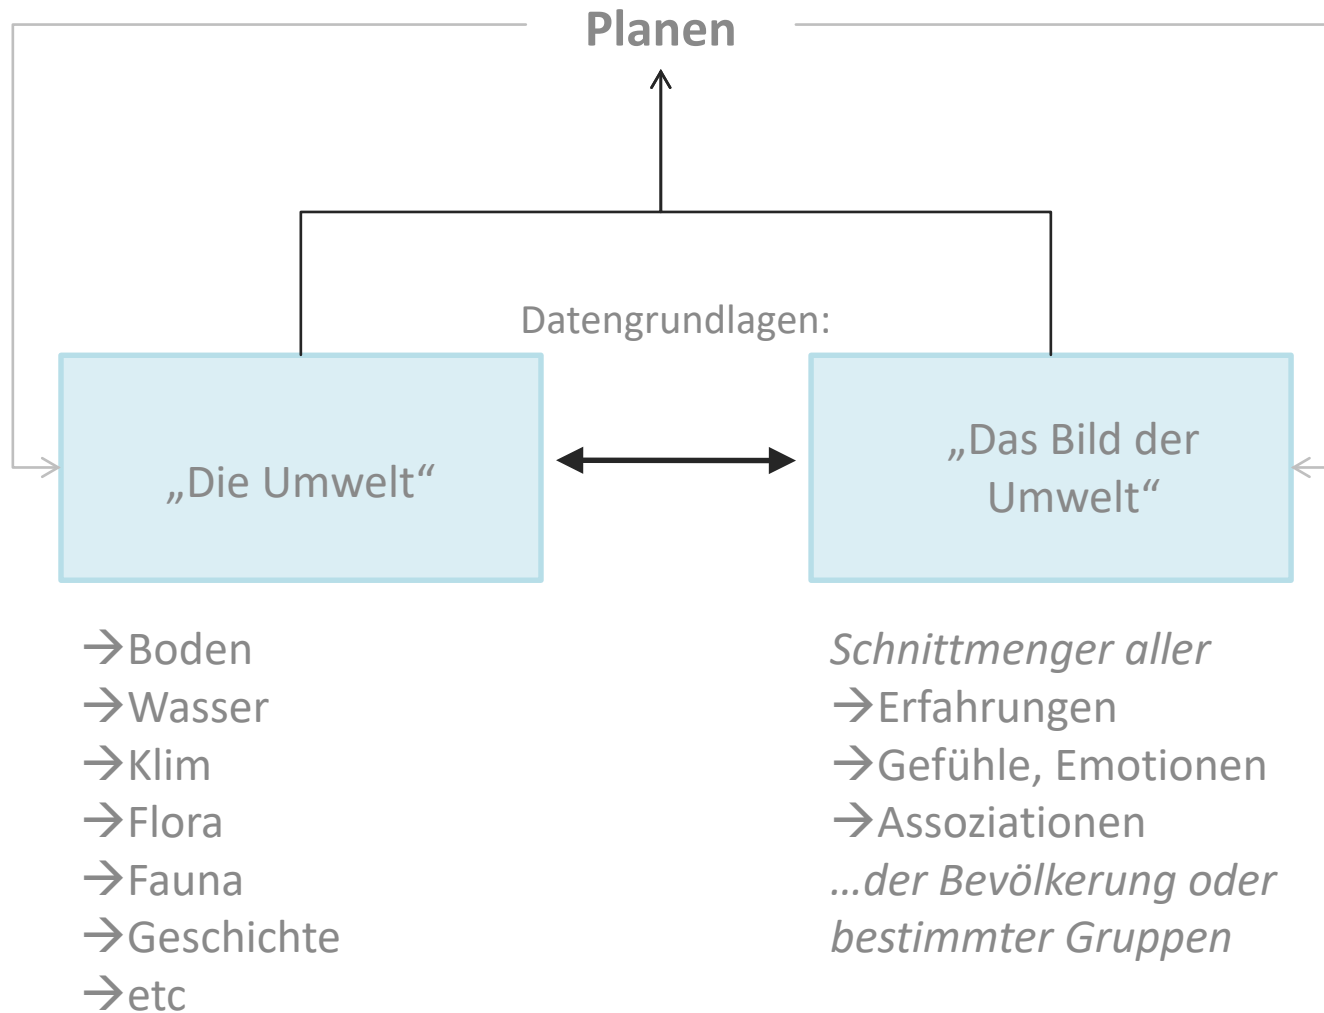 Planen
Datengrundlagen:
„Die Umwelt“
„Das Bild der
Umwelt“
→Boden
→Wasser
→Klim
→Flora
→Fauna
→Geschichte
→etc
Schnittmenger aller
→Erfahrungen
→Gefühle, Emotionen
→Assoziationen
…der Bevölkerung oder
bestimmter Gruppen